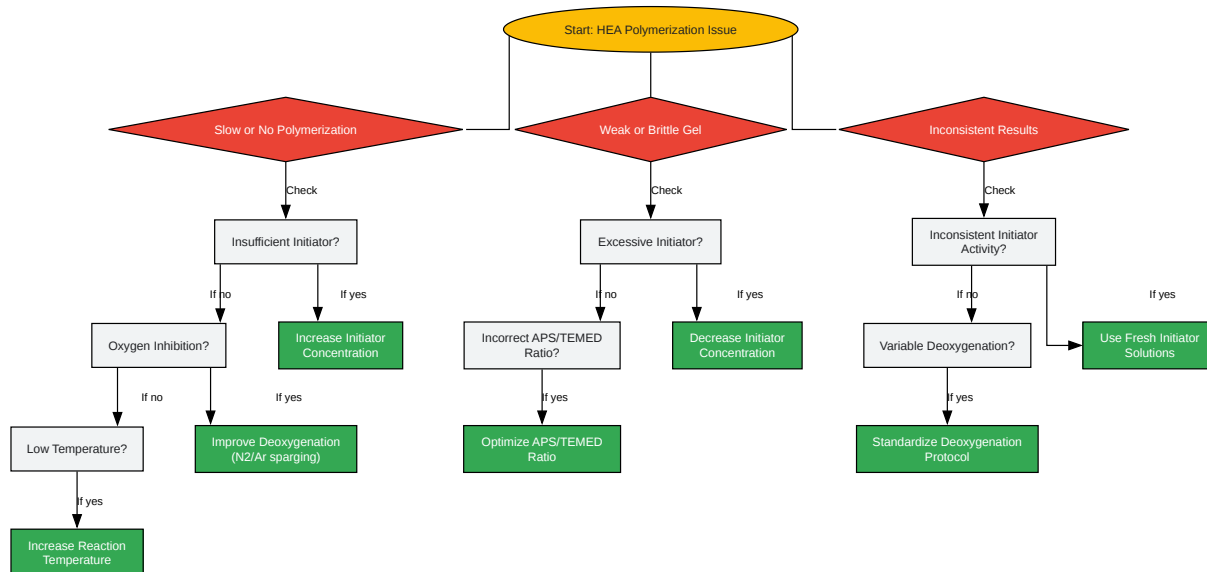 Start: HEA Polymerization Issue
Slow or No Polymerization
Weak or Brittle Gel
Inconsistent Results
Check
Check
Check
Insufficient Initiator?
Excessive Initiator?
Inconsistent Initiator
Activity?
If no
If yes
If no
If yes
If no
If yes
Oxygen Inhibition?
Increase Initiator
Concentration
Incorrect APS/TEMED
Ratio?
Decrease Initiator
Concentration
Variable Deoxygenation?
Use Fresh Initiator
Solutions
If no
If yes
If yes
If yes
Low Temperature?
Improve Deoxygenation
(N2/Ar sparging)
Optimize APS/TEMED
Ratio
Standardize Deoxygenation
Protocol
If yes
Increase Reaction
Temperature